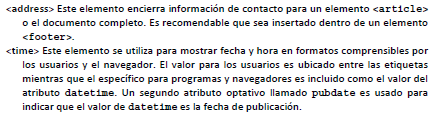 <address> Este elemento encierra información de contacto para un elemento <article>
o el documento completo. Es recomendable que sea insertado dentro de un elemento
<footer>.
<time> Este elemento se utiliza para mostrar fecha y hora en formatos comprensibles por
los usuarios y el navegador. El valor para los usuarios es ubicado entre las etiquetas
mientras que el específico para programas y navegadores es incluido como el valor del
atributo datetime. Un segundo atributo optativo llamado pubdate es usado para
indicar que el valor de datetime es la fecha de publicación.